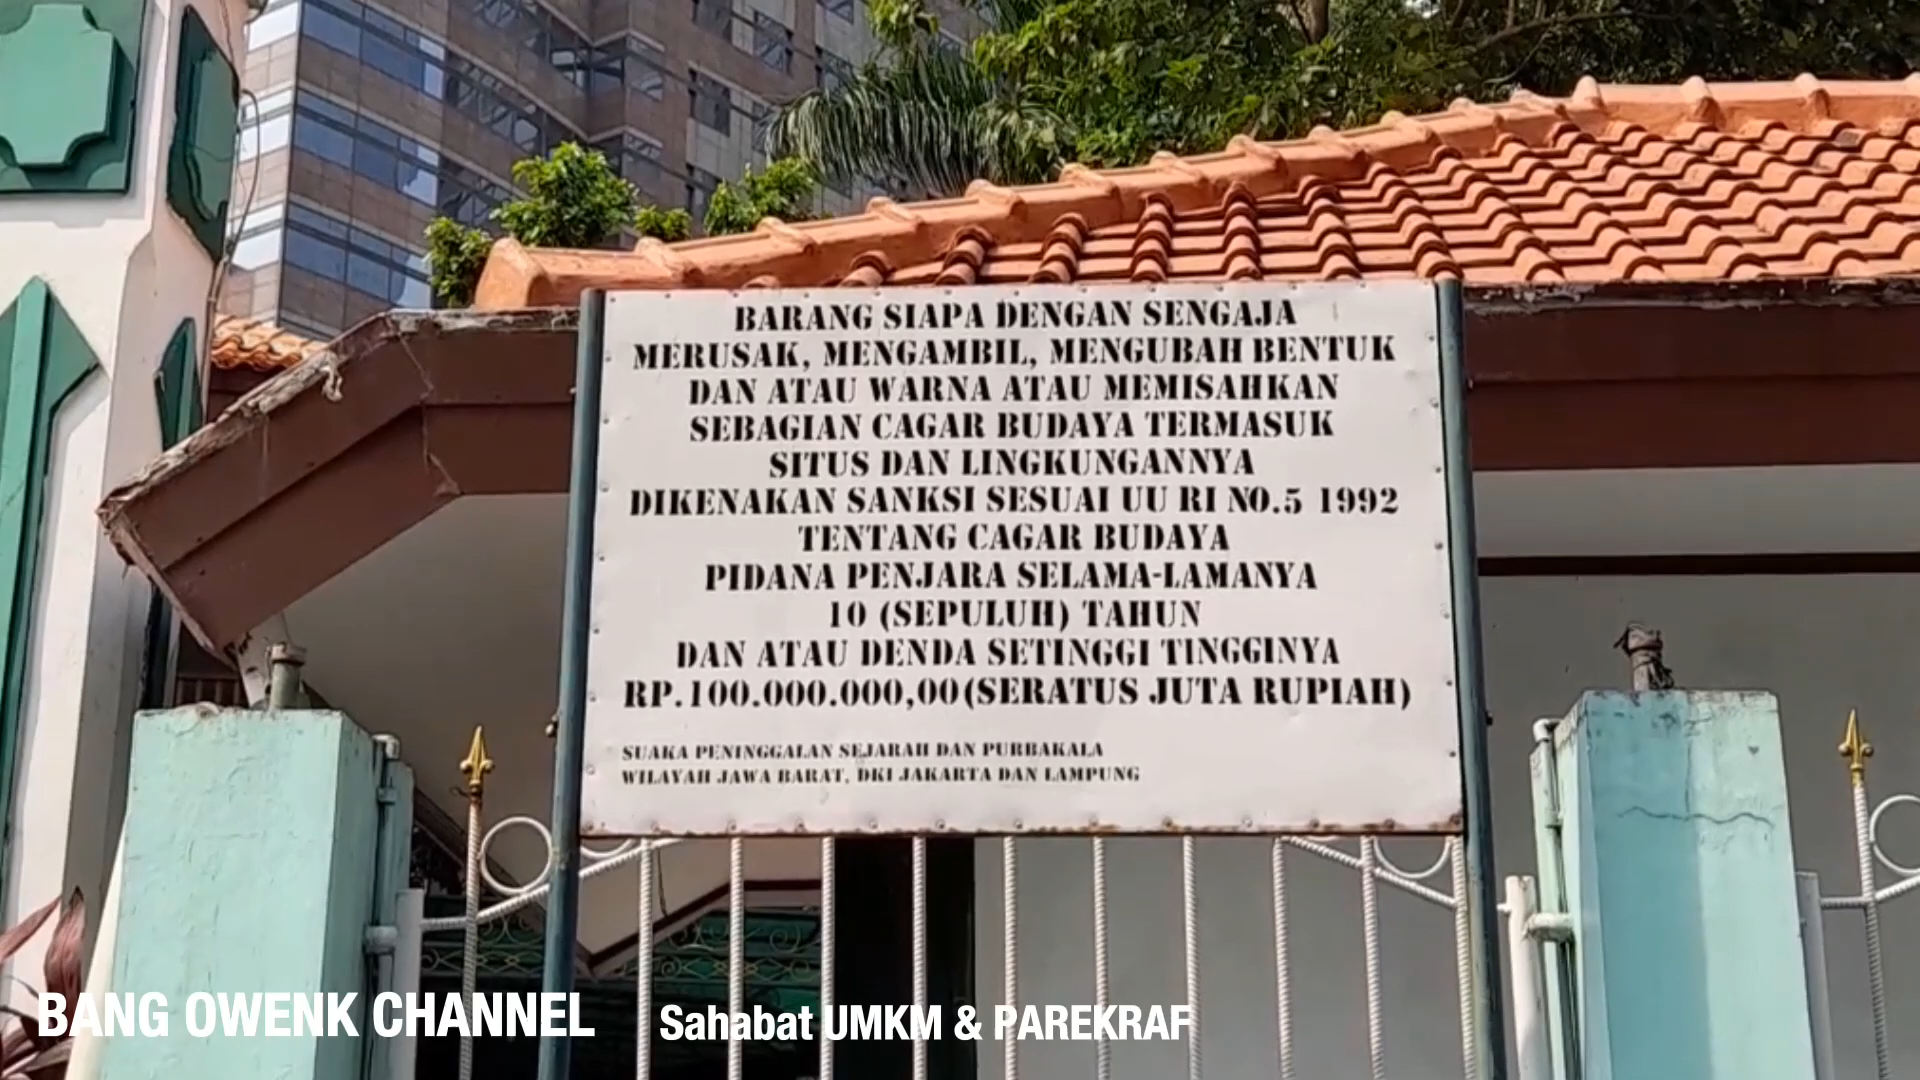 BARANG SIAPA DENGAN SENGAJA
MERUSAK, MENGAMBIL, MENGUBAH BENTUK
DAN ATAU WARNA ATAU MEMISAHKAN
SEBAGIAN CAGAR BUDAYA TERMASUK
SITUS DAN LINGKUNGANNYA
DIKENAKAN SANKSI SESUAI UU RI NO.5 1992
TENTANG CAGAR BUDAYA
PIDANA PENJARA SELAMA-LAMANYA
10 (SEPULUH) TAHUN
DAN ATAU DENDA SETINGGI TINGGINYA
RP.100.000.000,00(SERATUS JUTA RUPIAH)
SUAKA PENINGGALAN SEJARAH DAN PURBAKALA
WILAYAH JAWA BARAT, DKI JAKARTA DAN LAMPUNG
BANG OWENK CHANNEL
Sahabat UMKM & PAREKRAF